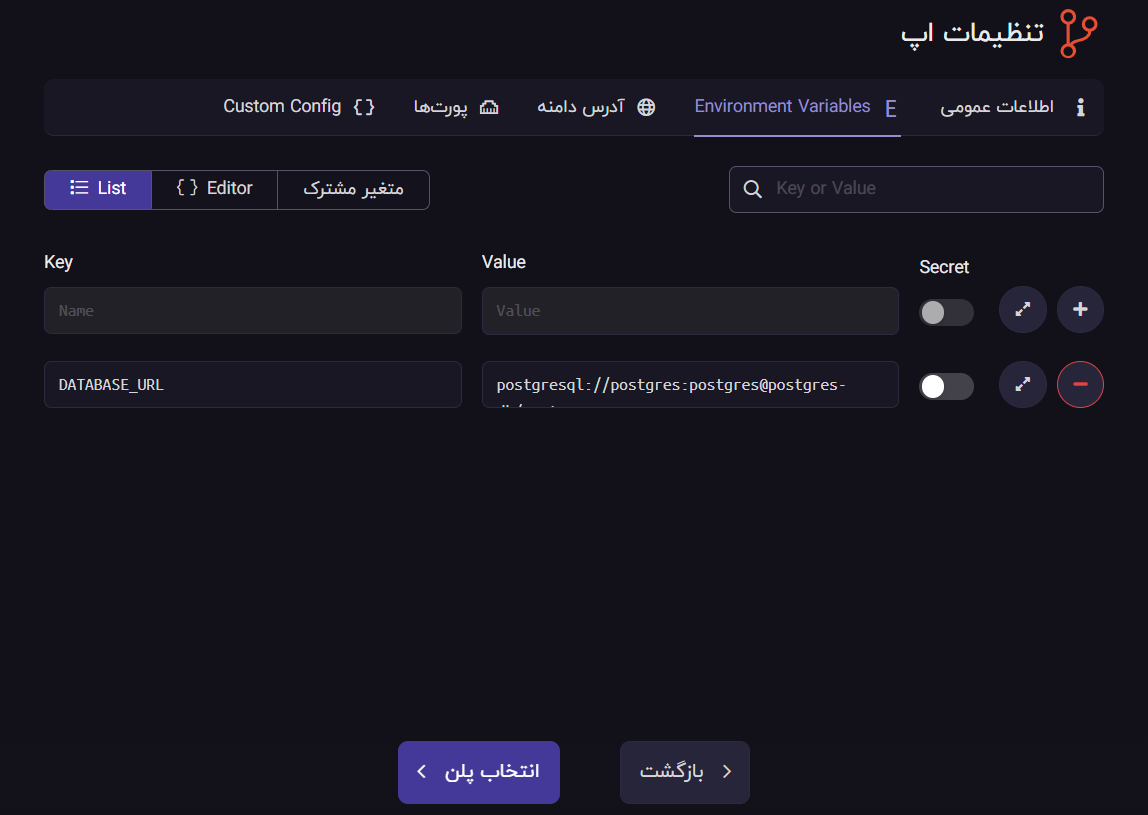 تنظیمات اپ
اطلاعات عمومی
E Environment Variables
آدرس دامنه
پورت‌ها
{ } Custom Config
List
{ } Editor
متغیر مشترک
Key or Value
Key
Value
Secret
Name
Value
DATABASE_URL
postgresql://postgres:postgres@postgres-
بازگشت
انتخاب پلن